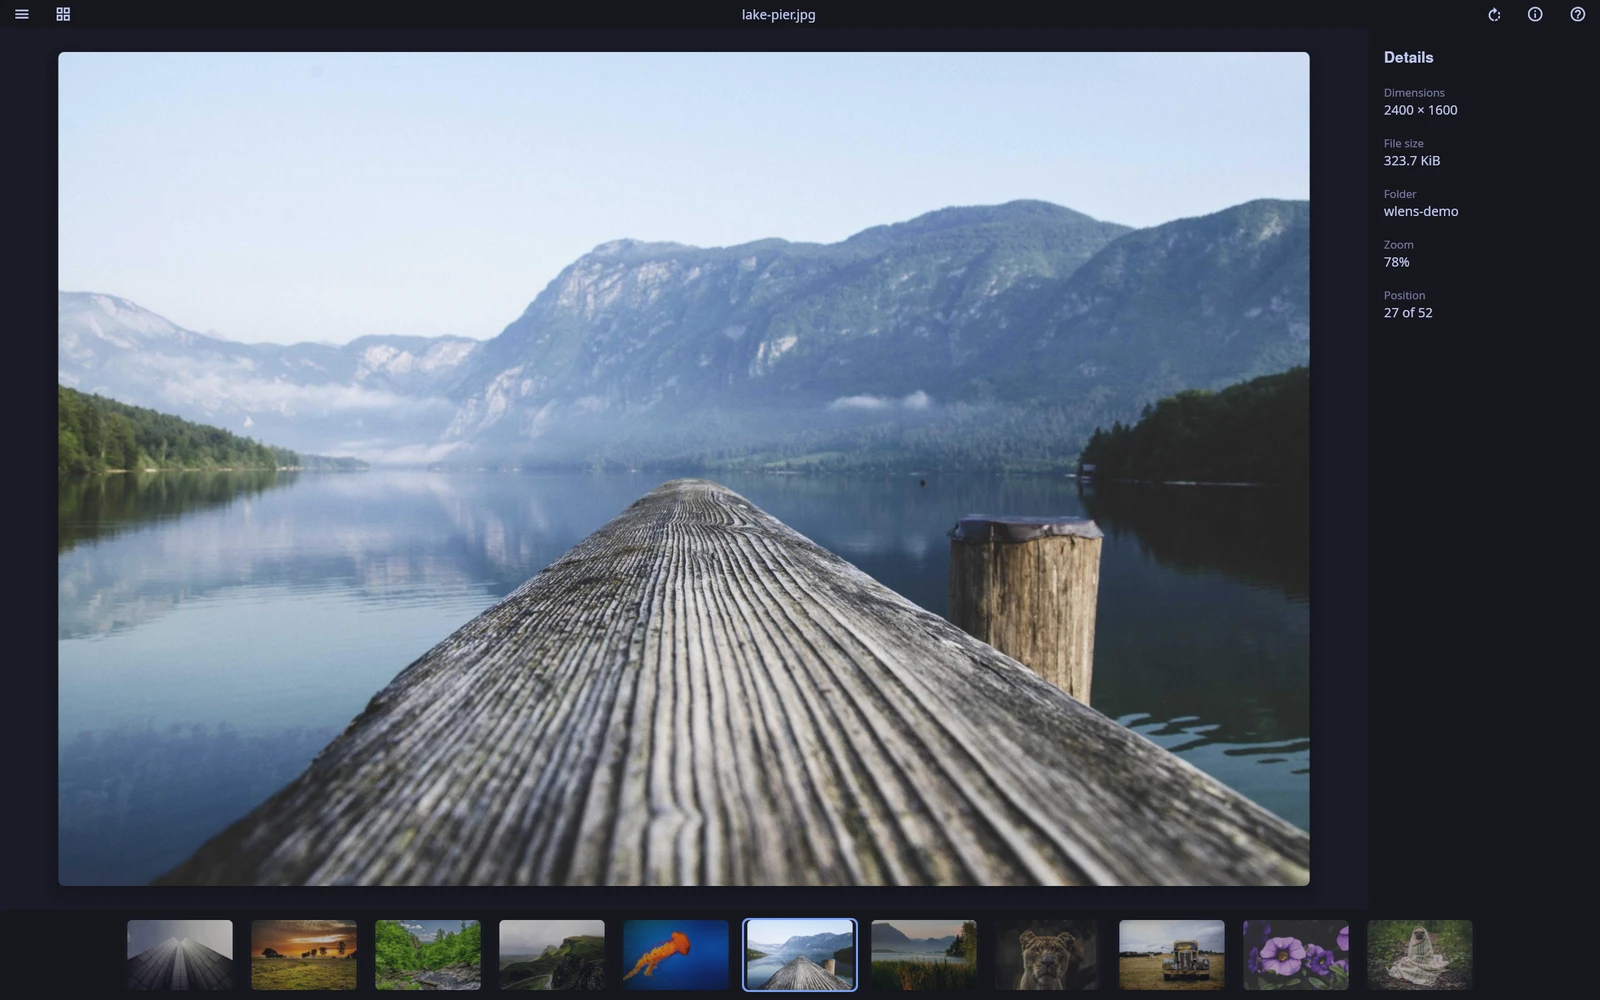 lake-pier.jpg
Details
Dimensions
2400 × 1600
File size
323.7 KiB
Folder
wlens-demo
Zoom
78%
Position
27 of 52